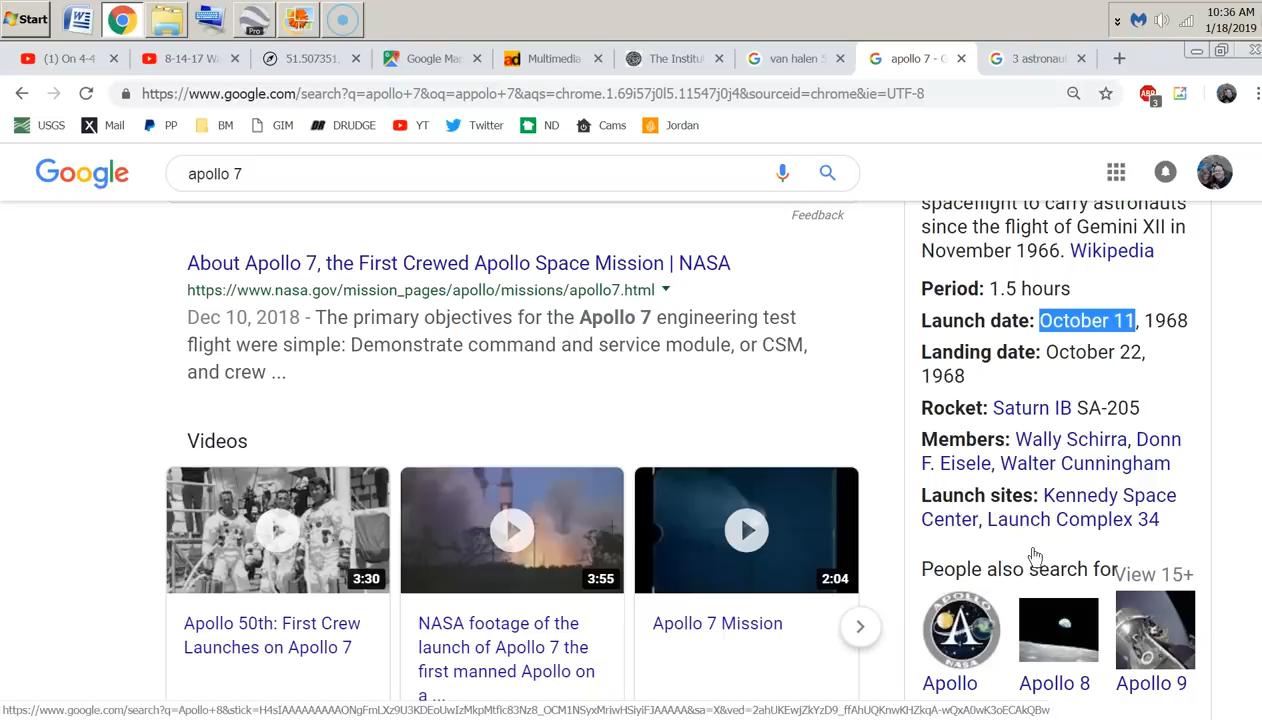 Start
Pro
10:36 AM
1/18/2019
(1) On 4-4
8-14-17 W
51.507351,
Google Ma
Multimedia
The Institu
van halen 5
apollo 7 - G
3 astronaut
https://www.google.com/search?q=apollo+7&oq=appolo+7&aqs=chrome.1.69i57j0l5.11547j0j4&sourceid=chrome&ie=UTF-8
ABP
3
USGS
Mail
PP
BM
GIM
DRUDGE
YT
Twitter
ND
Cams
Jordan
Google
apollo 7
Feedback
About Apollo 7, the First Crewed Apollo Space Mission | NASA
https://www.nasa.gov/mission_pages/apollo/missions/apollo7.html
Dec 10, 2018 - The primary objectives for the Apollo 7 engineering test
flight were simple: Demonstrate command and service module, or CSM,
and crew ...
Videos
3:30
3:55
2:04
Apollo 50th: First Crew
Launches on Apollo 7
NASA footage of the
launch of Apollo 7 the
first manned Apollo on
a ...
Apollo 7 Mission
spaceflight to carry astronauts
since the flight of Gemini XII in
November 1966. Wikipedia
Period: 1.5 hours
Launch date: October 11, 1968
Landing date: October 22,
1968
Rocket: Saturn IB SA-205
Members: Wally Schirra, Donn
F. Eisele, Walter Cunningham
Launch sites: Kennedy Space
Center, Launch Complex 34
People also search for
View 15+
APOLLO
NASA
Apollo
Apollo 8
Apollo 9